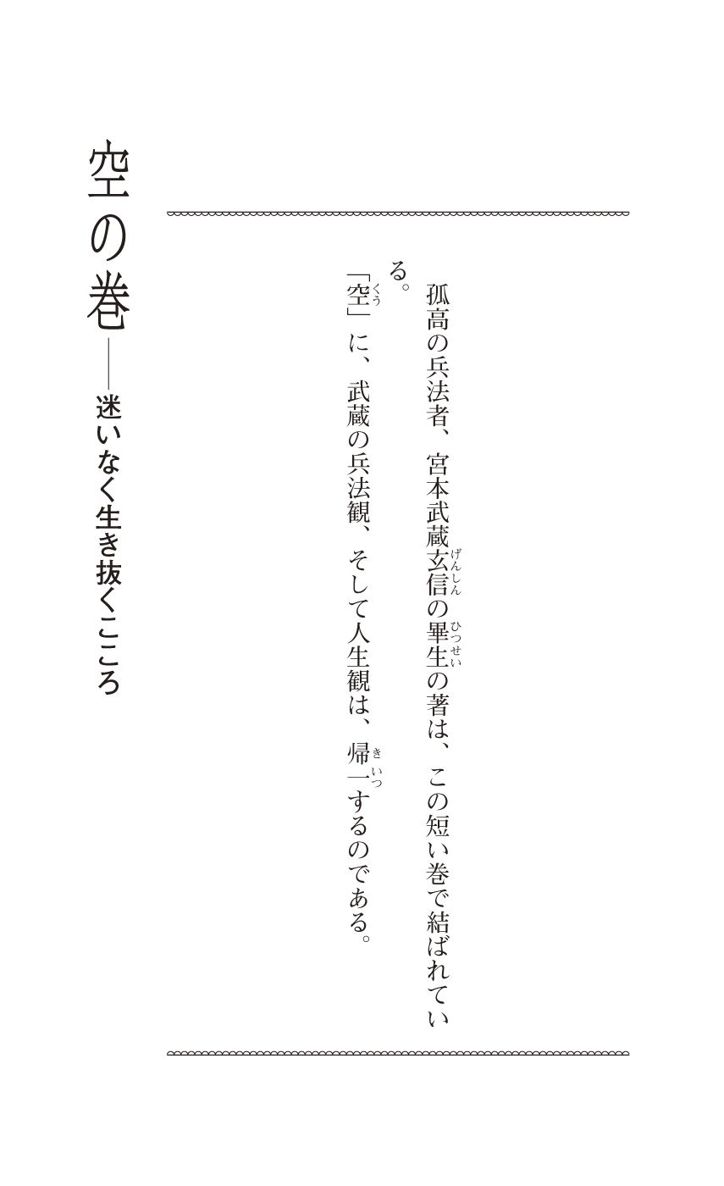 孤高の兵法者、宮本武蔵玄信の畢生の著は、この短い巻で結ばれてい
る。
「空」に、武蔵の兵法観、そして人生観は、帰一するのである。
空の巻――迷いなく生き抜くこころ
げんしん
ひつせい
くう
きいつ